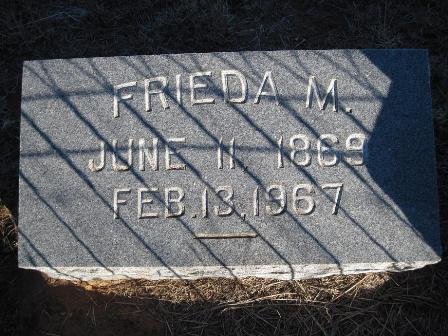 FRIEDA M.
JUNE 11, 1869
FEB. 13, 1967